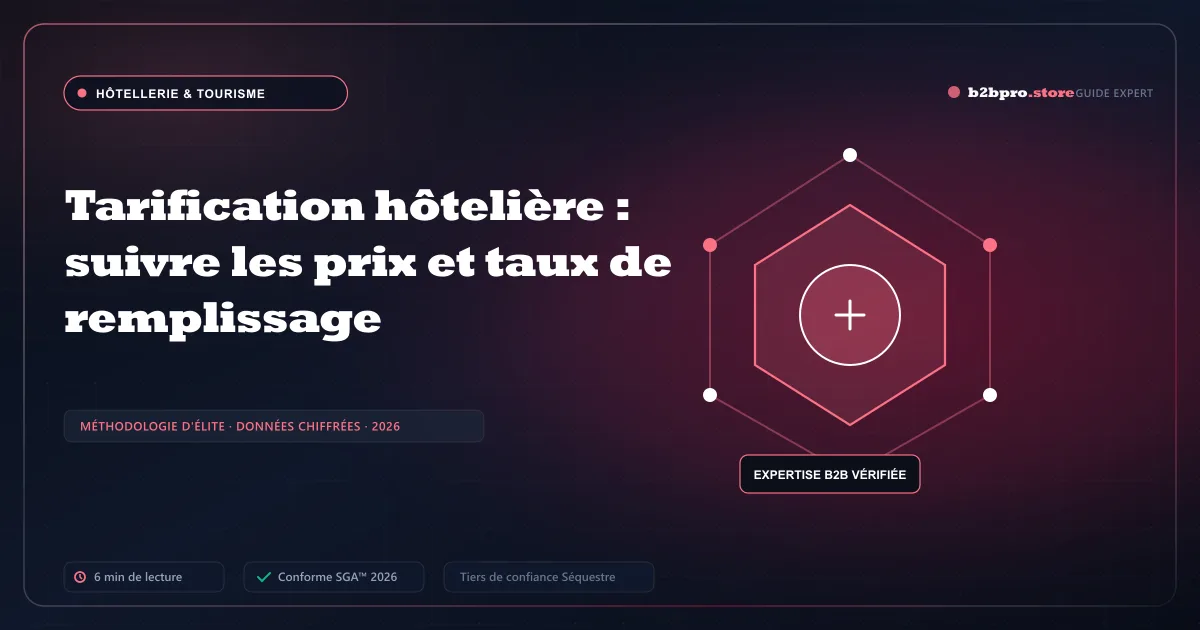 HÔTELLERIE & TOURISME
b2bpro.store GUIDE EXPERT
Tarification hôtelière :
suivre les prix et taux de
remplissage
MÉTHODOLOGIE D'ÉLITE · DONNÉES CHIFFRÉES · 2026
EXPERTISE B2B VÉRIFIÉE
6 min de lecture
Conforme SGA™ 2026
Tiers de confiance Séquestre